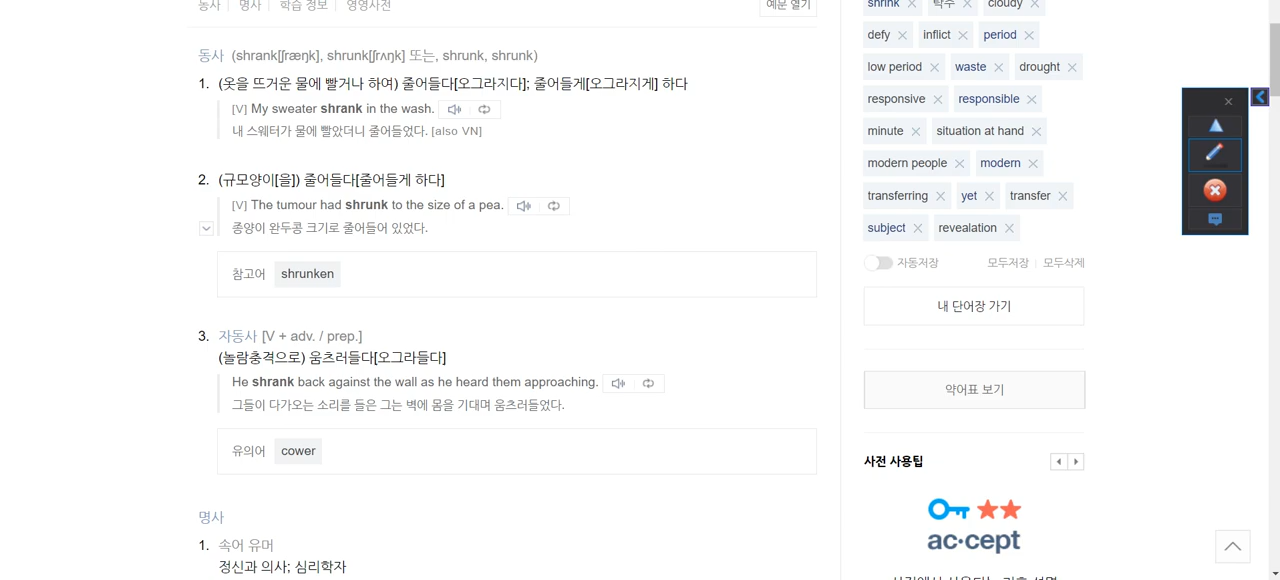 동사 명사 학습 정보 영영사전
예문 열기
동사 (shrank[ʃræŋk], shrunk[ʃrʌŋk] 또는, shrunk, shrunk)
1. (옷을 뜨거운 물에 빨거나 하여) 줄어들다[오그라지다]; 줄어들게[오그라지게] 하다
[V] My sweater shrank in the wash.
내 스웨터가 물에 빨았더니 줄어들었다. [also VN]
2. (규모양이[을]) 줄어들다[줄어들게 하다]
[V] The tumour had shrunk to the size of a pea.
종양이 완두콩 크기로 줄어들어 있었다.
참고어 shrunken
3. 자동사 [V + adv. / prep.]
(놀람충격으로) 움츠러들다[오그라들다]
He shrank back against the wall as he heard them approaching.
그들이 다가오는 소리를 들은 그는 벽에 몸을 기대며 움츠러들었다.
유의어 cower
명사
1. 속어 유머
정신과 의사; 심리학자
shrink 탁수 cloudy
defy inflict period
low period waste drought
responsive responsible
minute situation at hand
modern people modern
transferring yet transfer
subject revealation
자동저장 모두저장 모두삭제
내 단어장 가기
약어표 보기
사전 사용팁
ac·cept